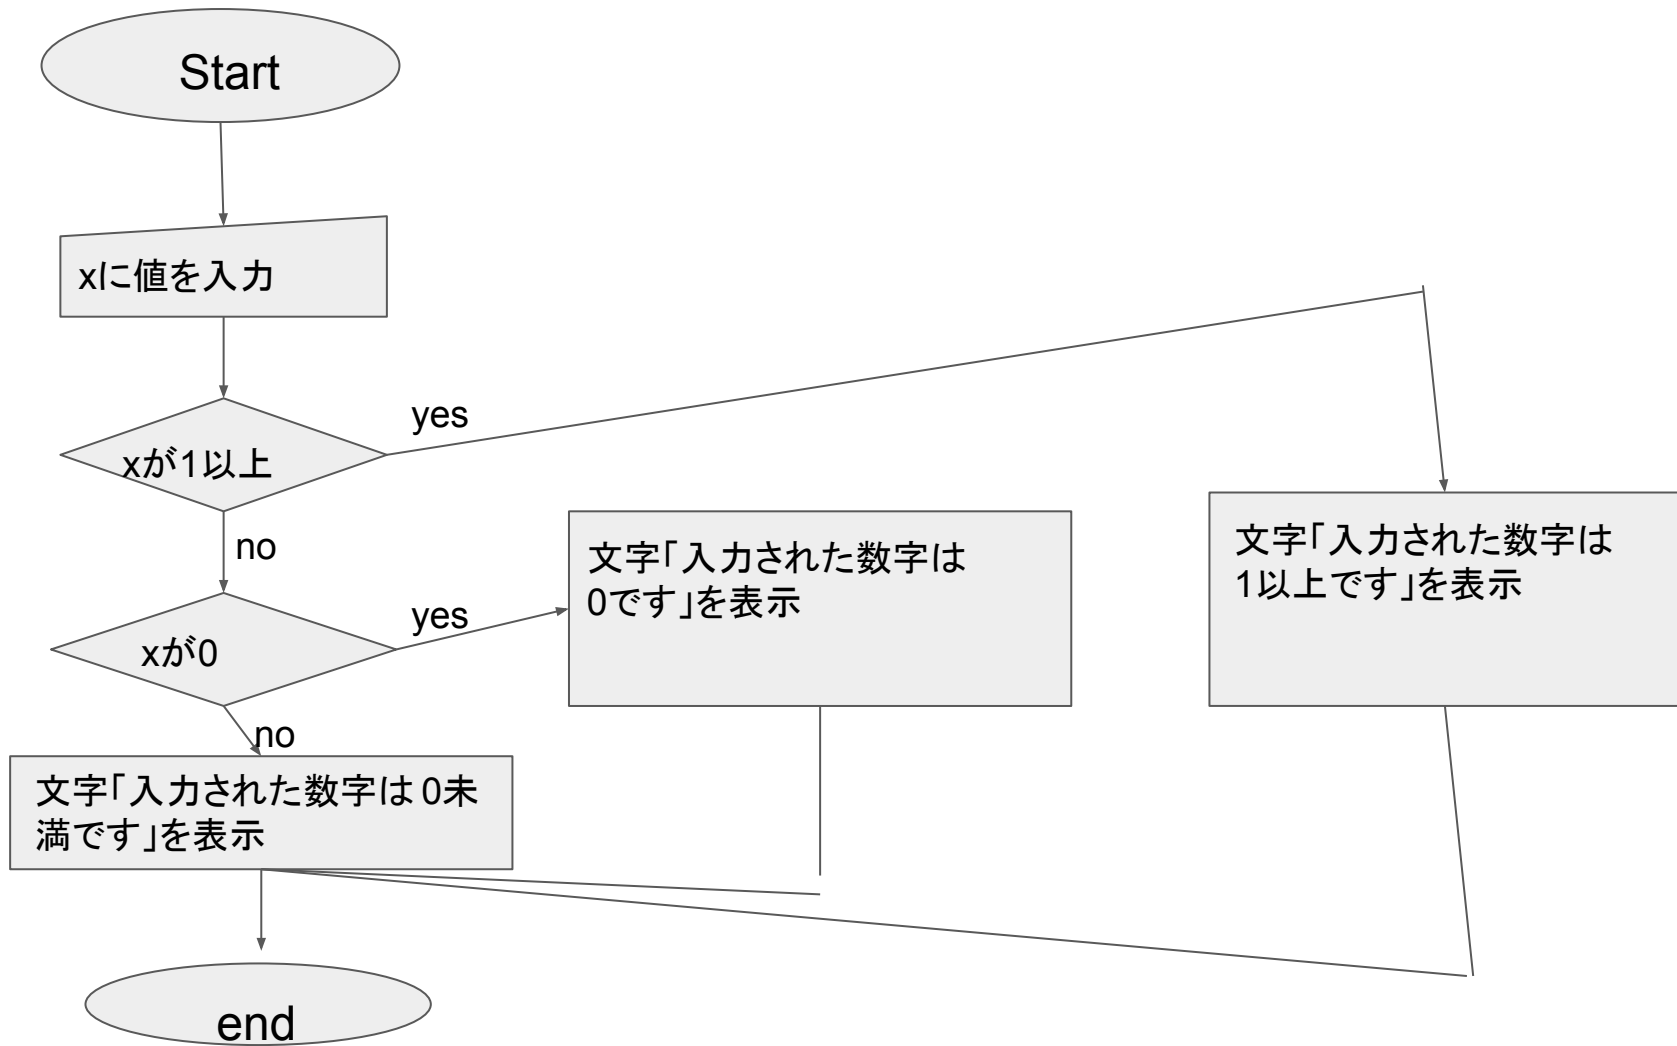 Start
xに値を入力
yes
xが1以上
no
文字「入力された数字は
0です」を表示
文字「入力された数字は
1以上です」を表示
yes
xが0
no
文字「入力された数字は 0未
満です」を表示
end